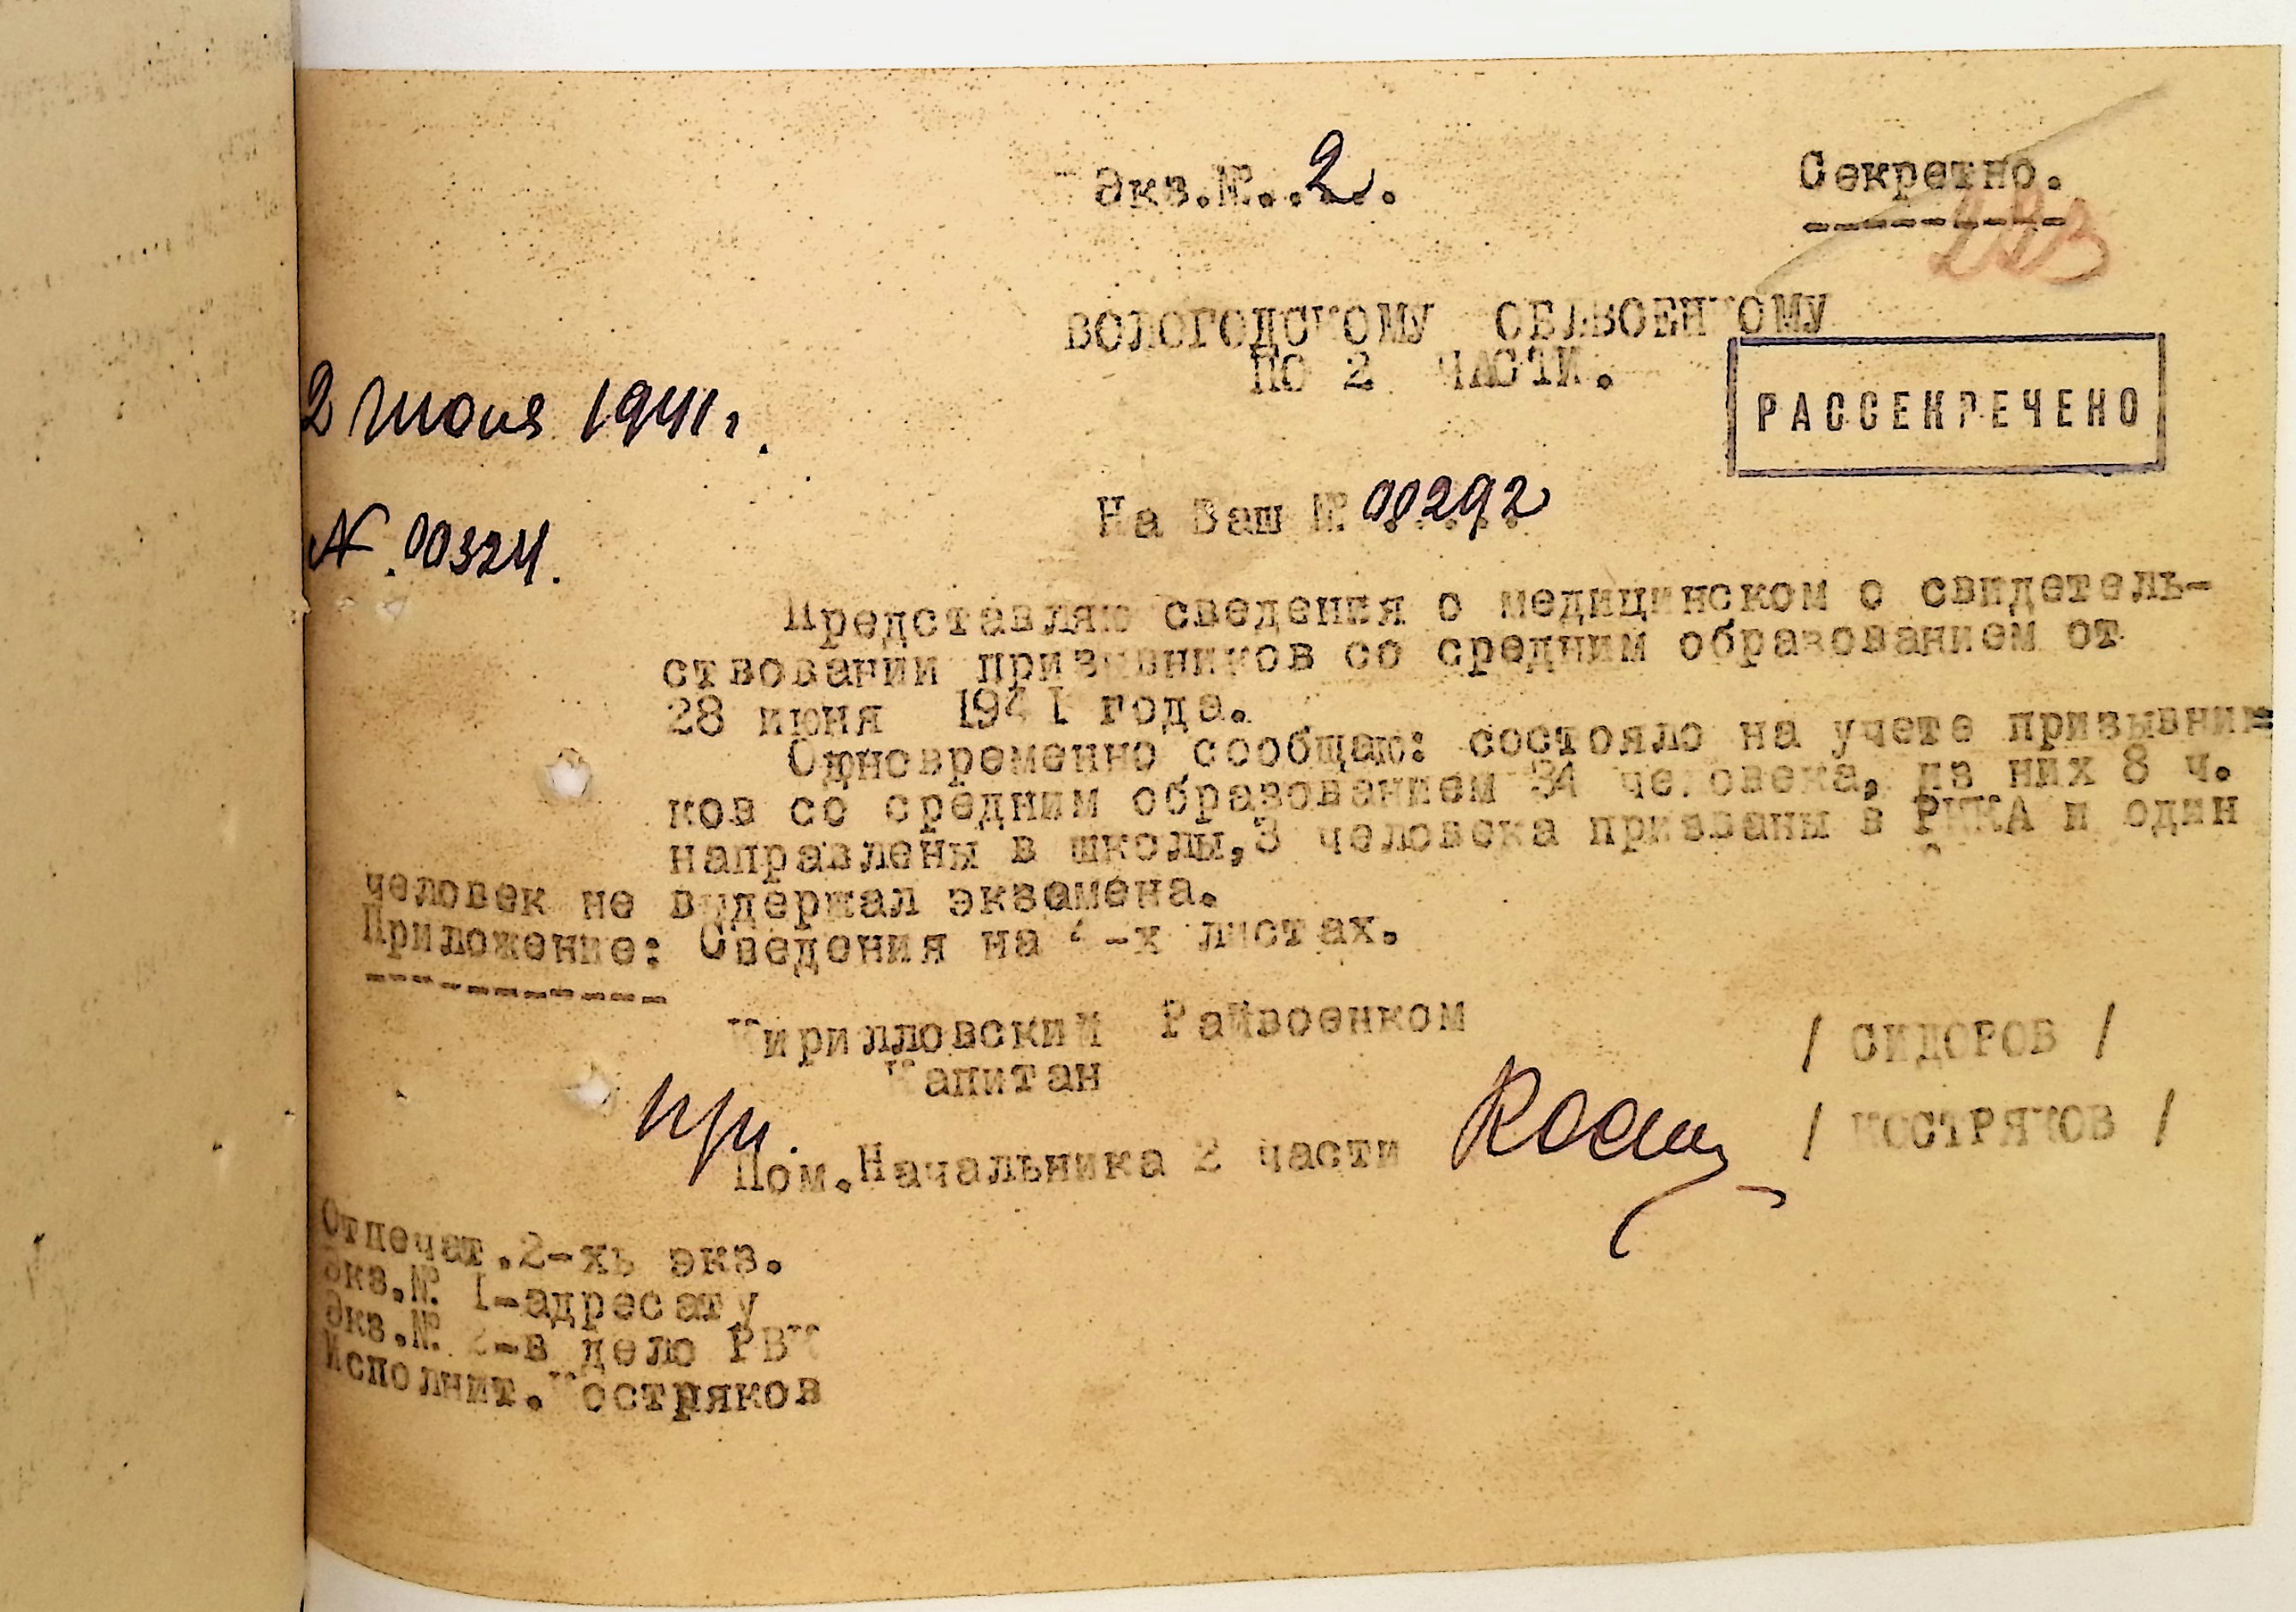 Экз.№..2..
Секретно.
223
ВОЛОГОДСКОМУ ОБЛВОЕНКОМУ
ПО 2 ЧАСТИ.
РАССЕКРЕЧЕНО
2 июля 1941г.
На Ваш № 00292
№. 00324.
Представляю сведения о медицинском о свидетель-
ствовании призывников со средним образованием от
28 июня 1941 года.
Одновременно сообщаю: состояло на учете призывни-
ков со средним образованием 34 человека, из них 8 ч.
направлены в школы,3 человека призваны в РККА и один
человек не выдержал экзамена.
Приложение: Сведения на -х листах.
Кирилловский Райвоенком
Капитан / СИДОРОВ /
Пом.Начальника 2 части / КОСТРЯКОВ /
Отпечат.2-хь экз.
Экз.№ 1-адресату
Экз.№ 2-в дело РВК
Исполнит.Костряков